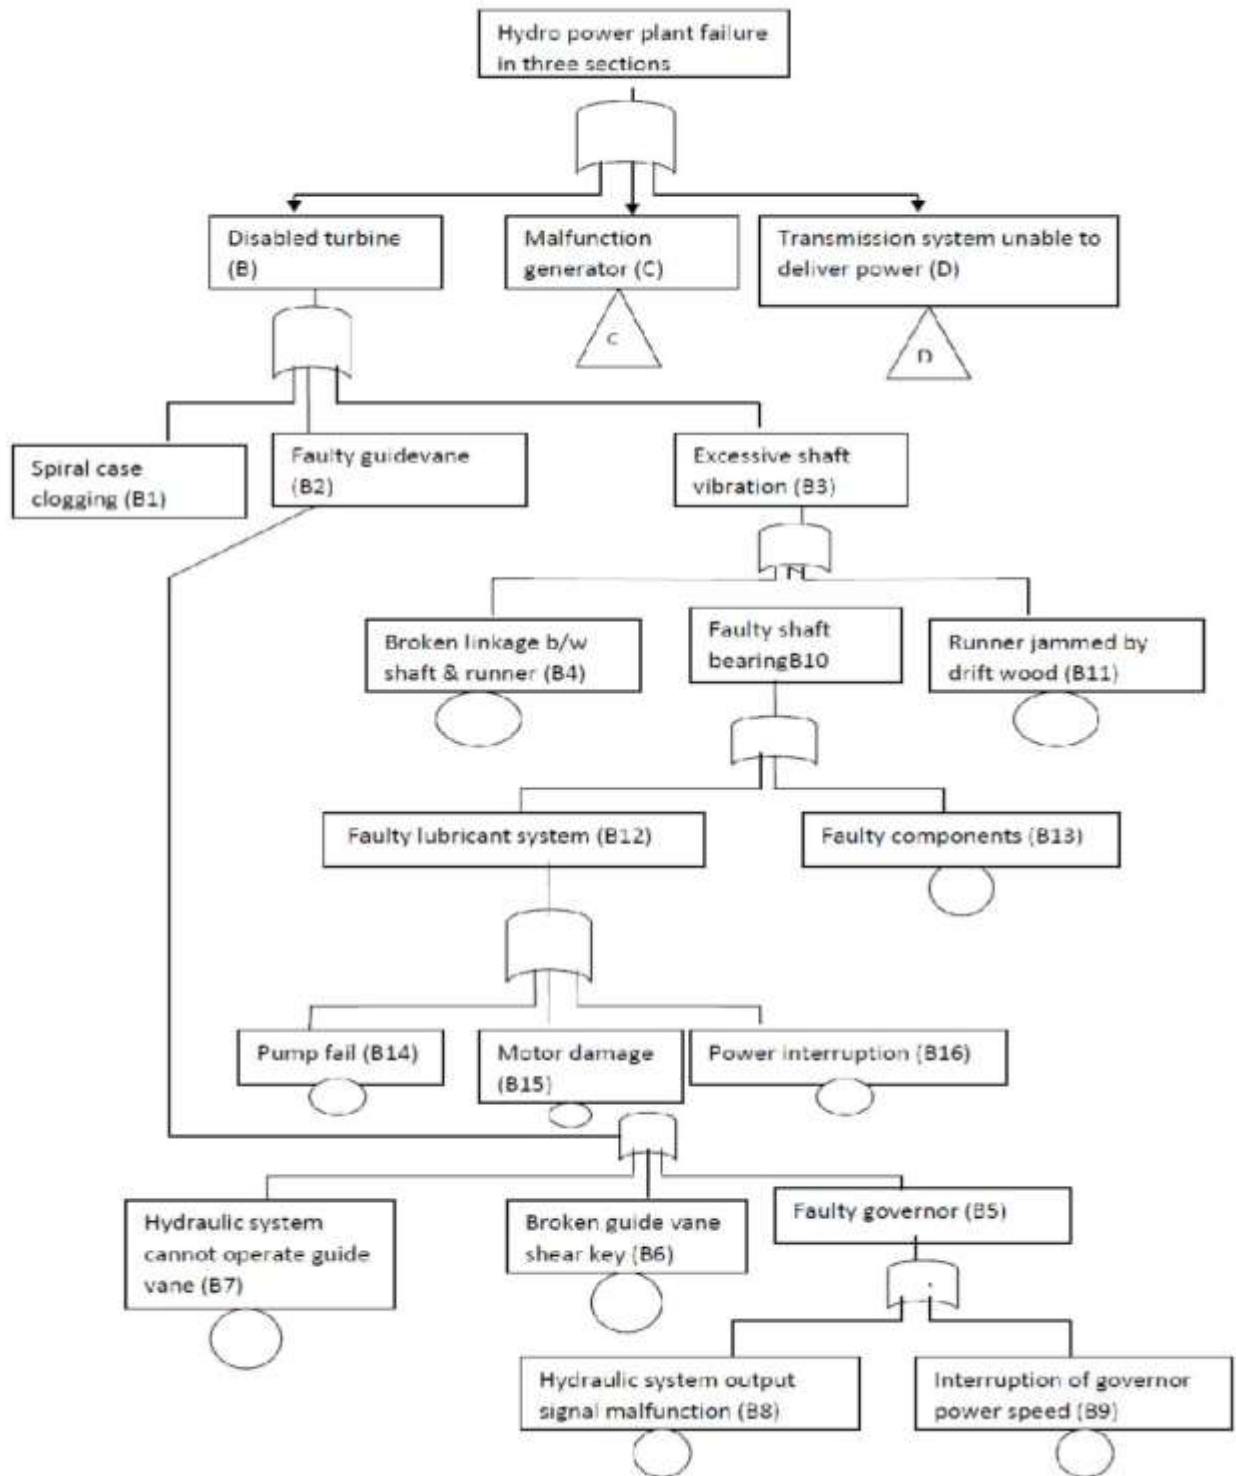 Hydro power plant failure
in three sections
Disabled turbine
(B)
Malfunction
generator (C)
Transmission system unable to
deliver power (D)
C
D
Spiral case
clogging (B1)
Faulty guidevane
(B2)
Excessive shaft
vibration (B3)
Broken linkage b/w
shaft & runner (B4)
Faulty shaft
bearingB10
Runner jammed by
drift wood (B11)
Faulty lubricant system (B12)
Faulty components (B13)
Pump fail (B14)
Motor damage
(B15)
Power interruption (B16)
Hydraulic system
cannot operate guide
vane (B7)
Broken guide vane
shear key (B6)
Faulty governor (B5)
Hydraulic system output
signal malfunction (B8)
Interruption of governor
power speed (B9)